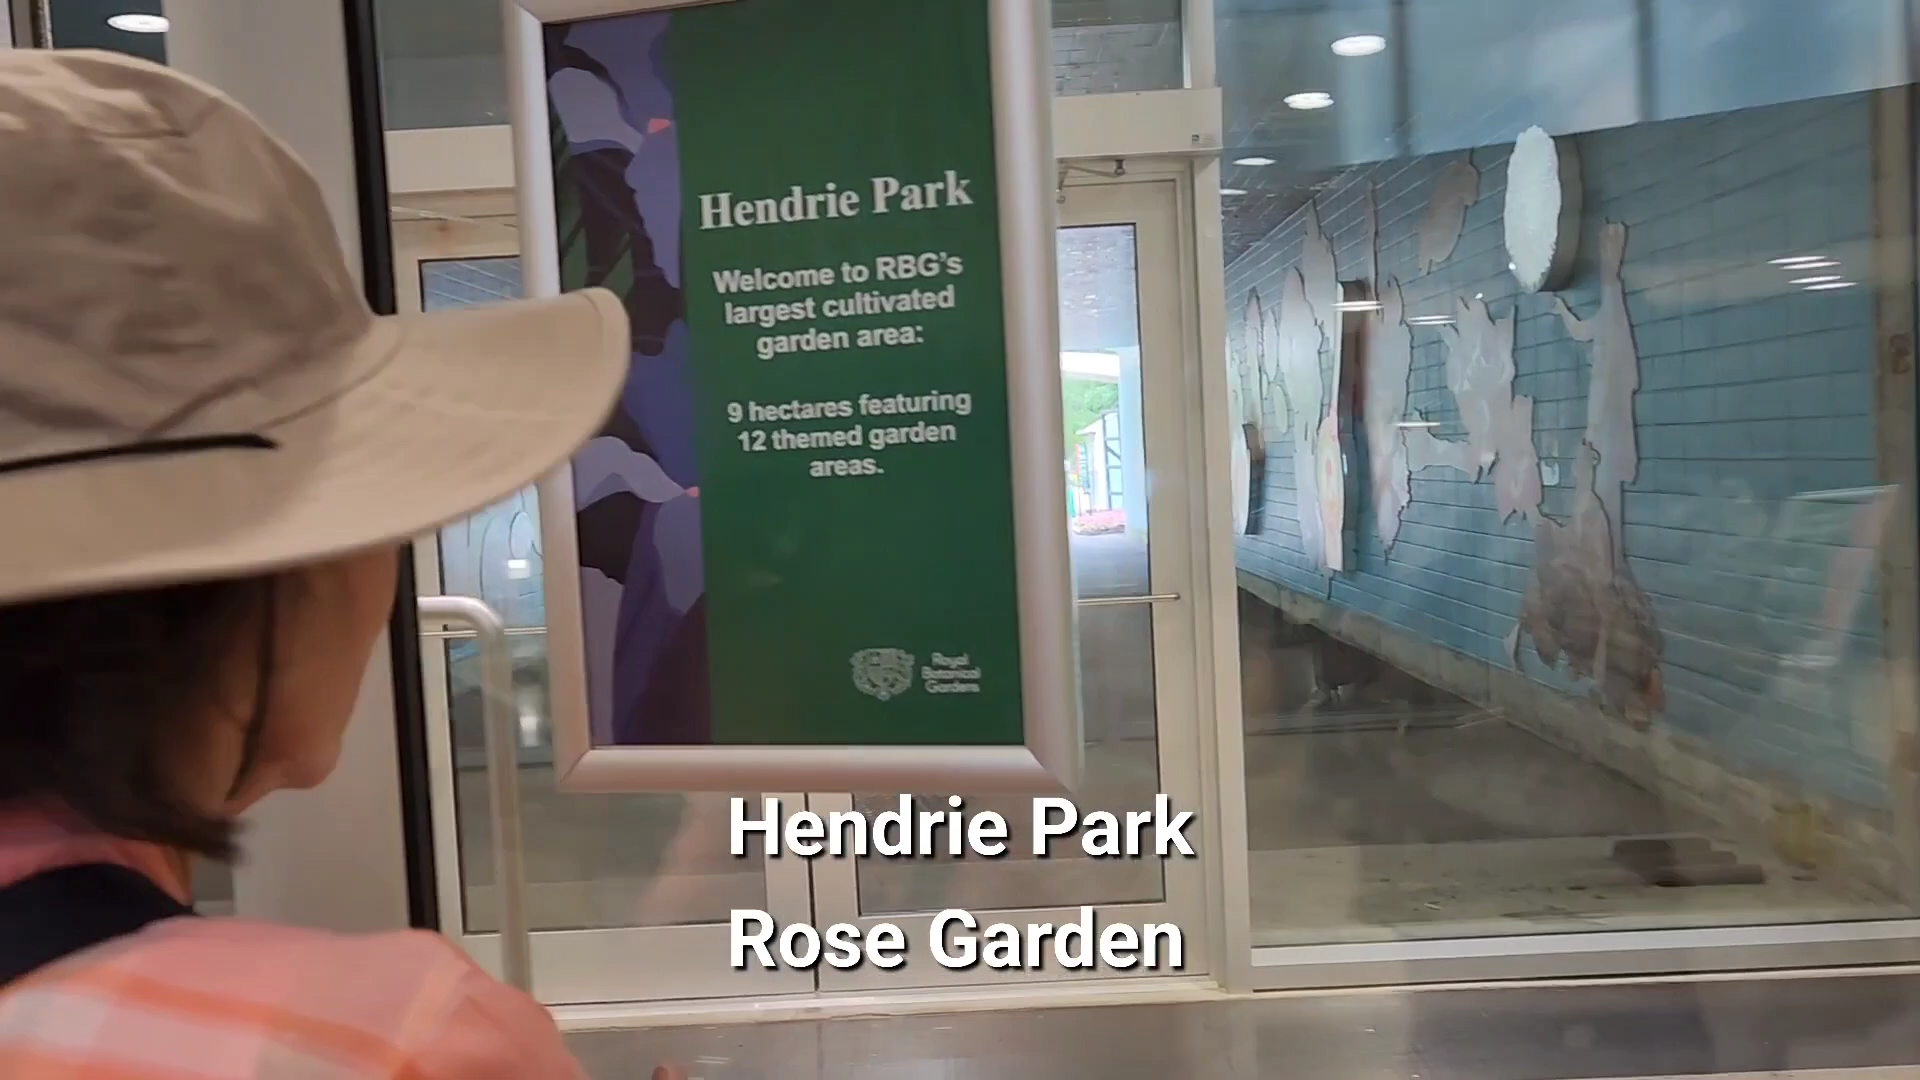 Hendrie Park
Welcome to RBG's
largest cultivated
garden area:
9 hectares featuring
12 themed garden
areas.
Royal
Botanical
Gardens
Hendrie Park
Rose Garden